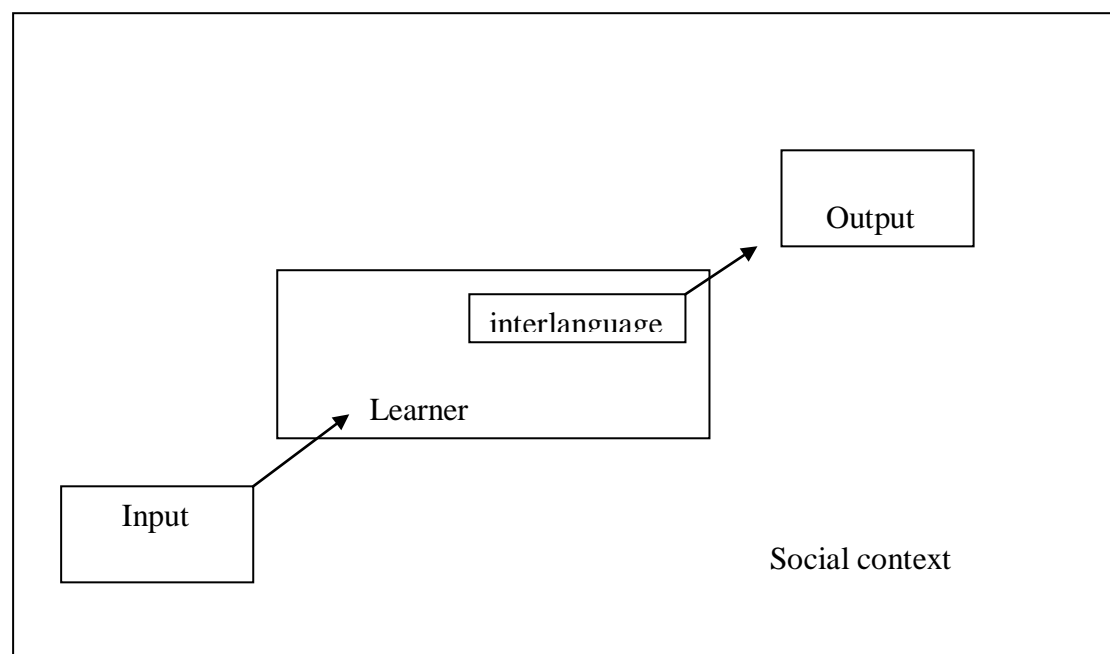 Output
interlanguage
Learner
Input
Social context